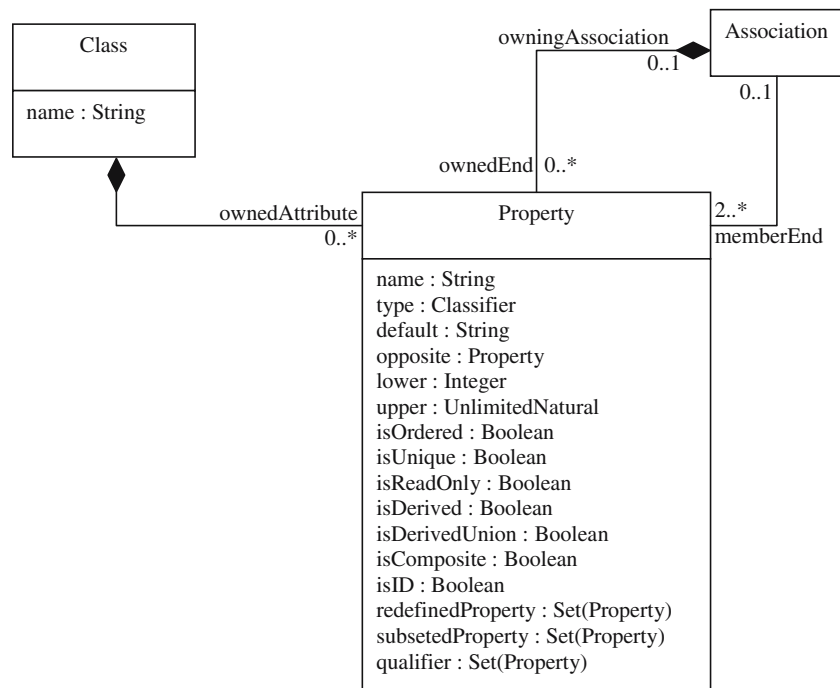 Class
name : String
owningAssociation
0..1
Association
0..1
ownedEnd 0..*
ownedAttribute
0..*
Property
2..*
memberEnd
name : String
type : Classifier
default : String
opposite : Property
lower : Integer
upper : UnlimitedNatural
isOrdered : Boolean
isUnique : Boolean
isReadOnly : Boolean
isDerived : Boolean
isDerivedUnion : Boolean
isComposite : Boolean
isID : Boolean
redefinedProperty : Set(Property)
subsetedProperty : Set(Property)
qualifier : Set(Property)